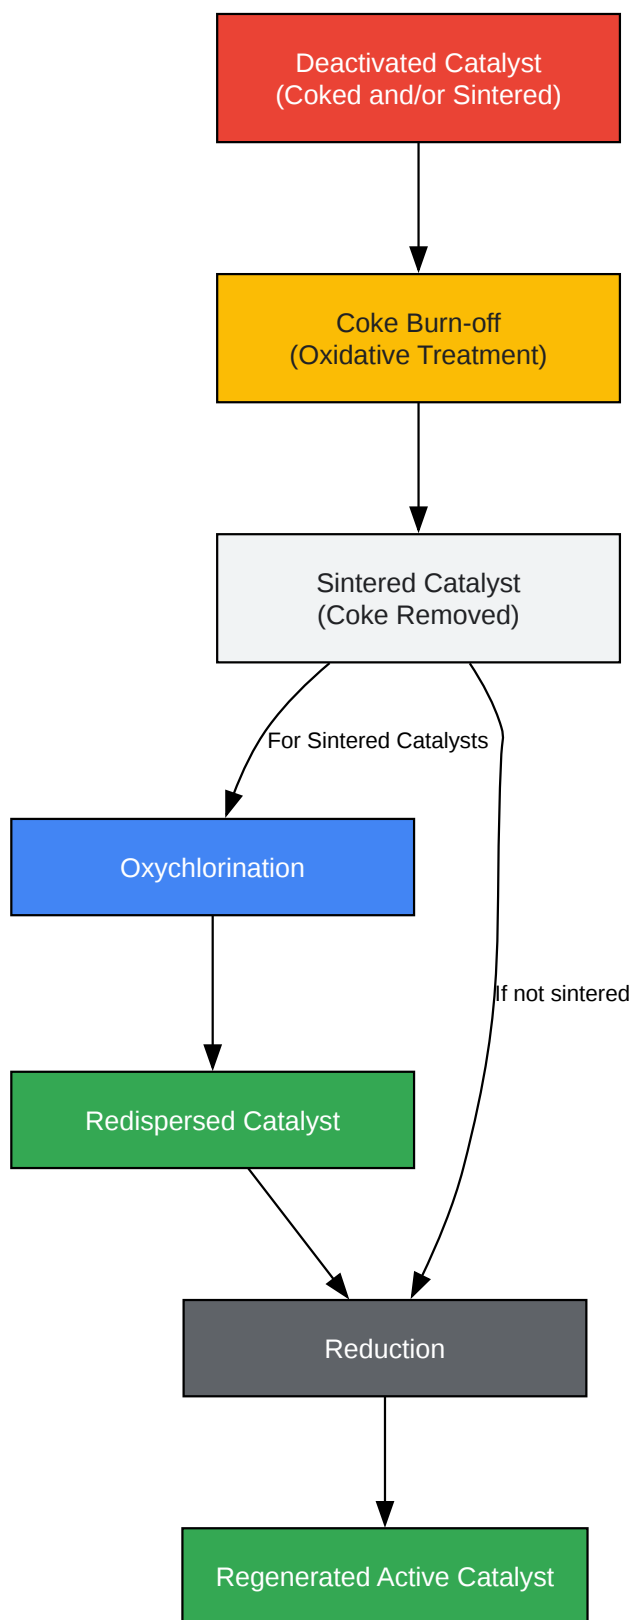 Deactivated Catalyst
(Coked and/or Sintered)
Coke Burn-off
(Oxidative Treatment)
Sintered Catalyst
(Coke Removed)
For Sintered Catalysts
Oxychlorination
If not sintered
Redispersed Catalyst
Reduction
Regenerated Active Catalyst